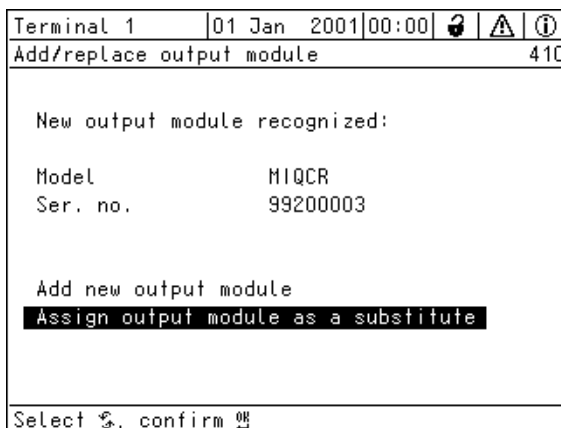 Terminal 1 01 Jan 2001 00:00
Add/replace output module 410
New output module recognized:
Model MIQCR
Ser. no. 99200003
Add new output module
Assign output module as a substitute
Select , confirm OK